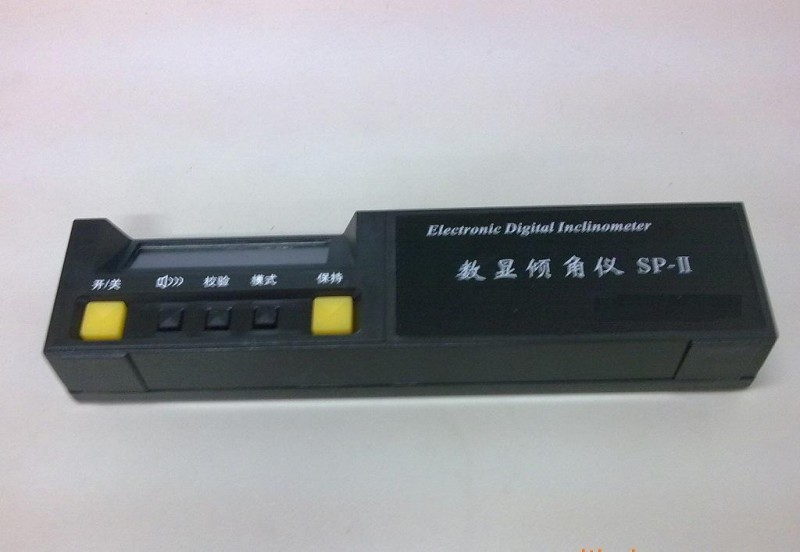 Electronic Digital Inclinometer
数显倾角仪 SP-II
开/关 校验 模式 保持